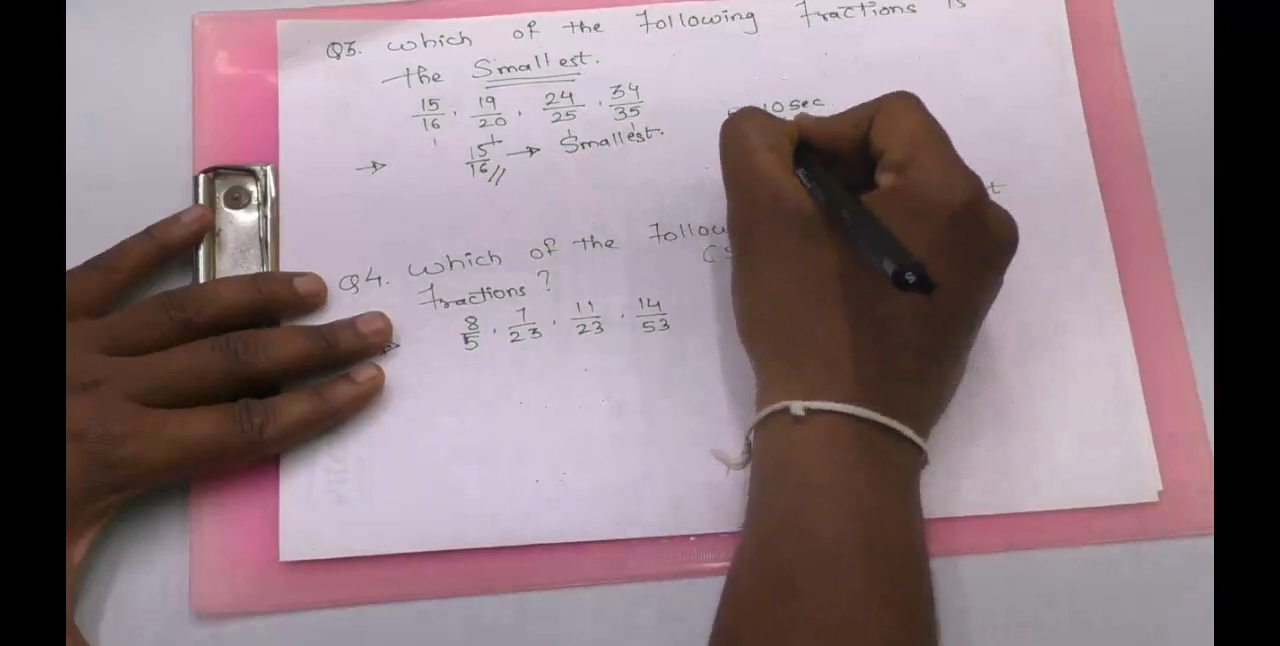 Q3. Which of the Following Fractions is
the Smallest.
15/16, 19/20, 24/25, 34/35
10 sec
→ 15/16 → Smallest.
Q4. Which of the
Fractions ?
8/5, 7/23, 11/23, 14/53